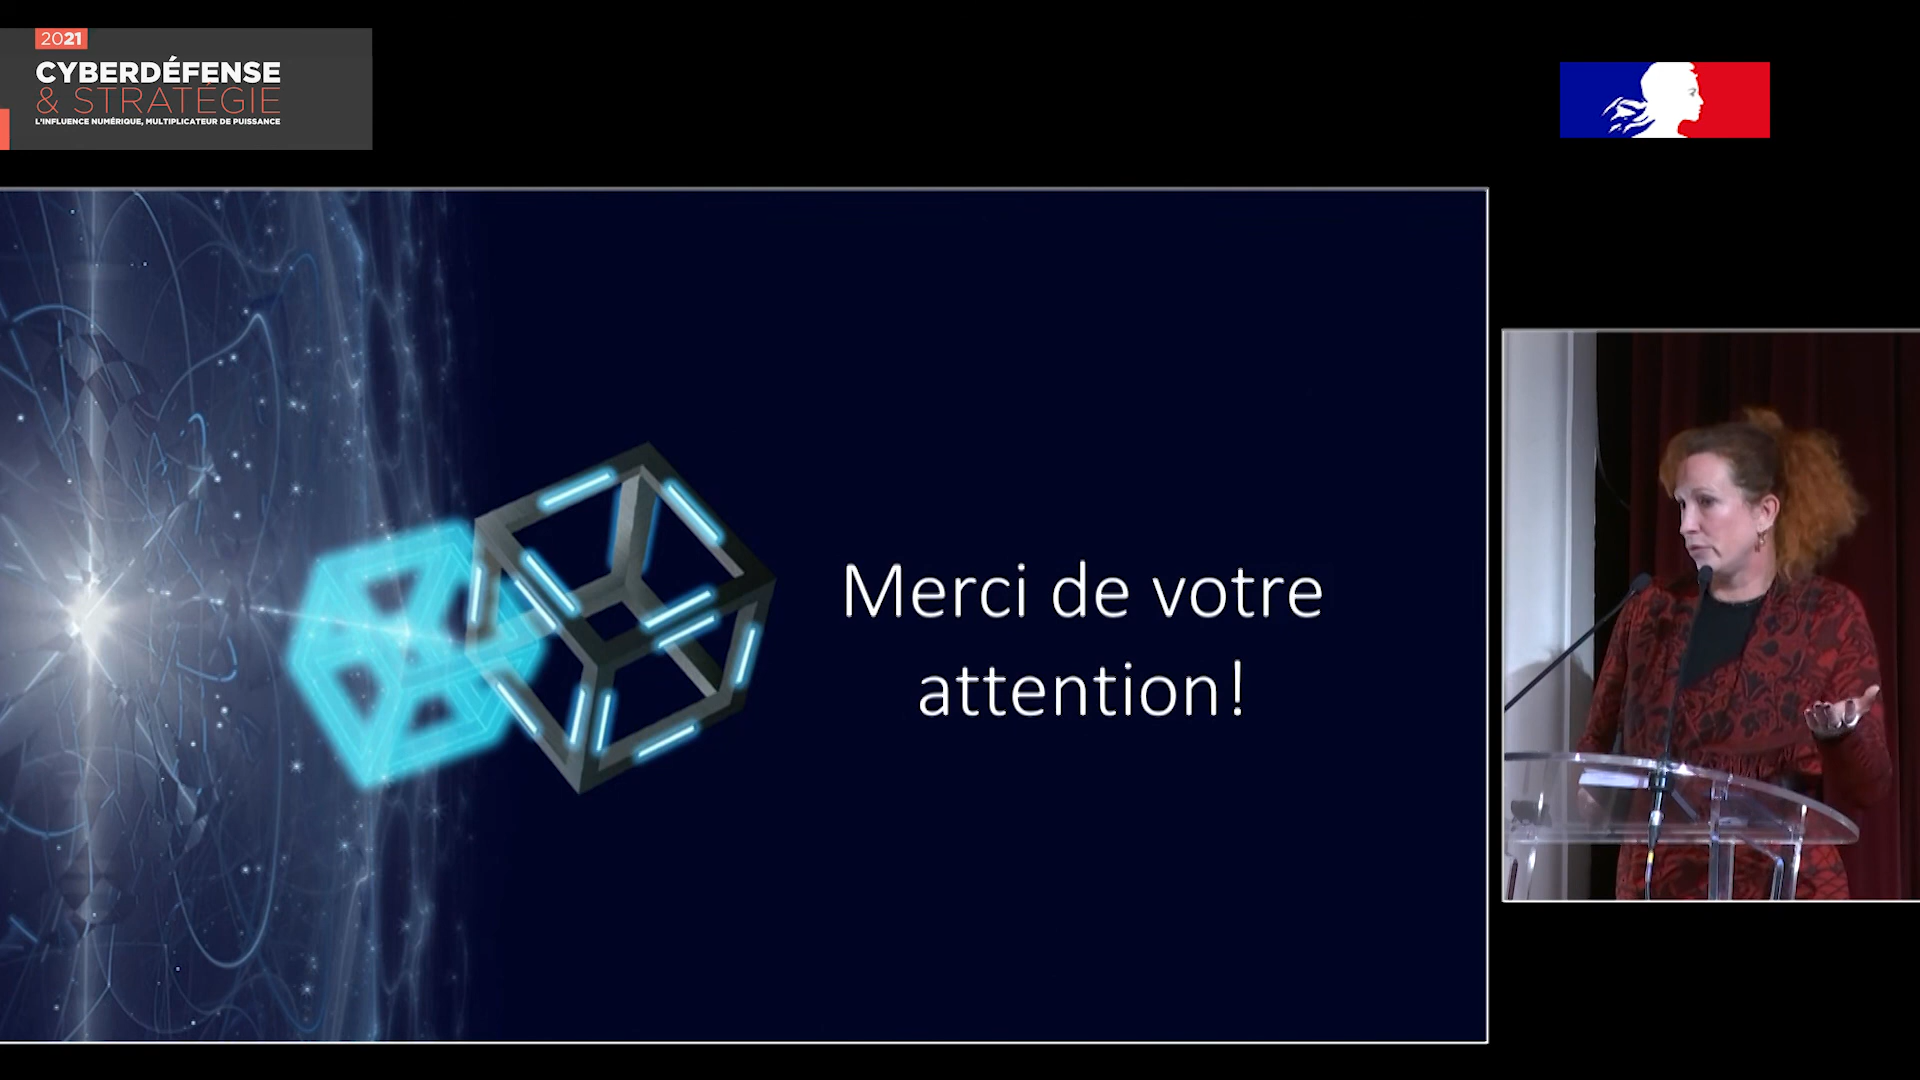 2021
CYBERDÉFENSE
& STRATÉGIE
L'INFLUENCE NUMÉRIQUE, MULTIPLICATEUR DE PUISSANCE
Merci de votre
attention!